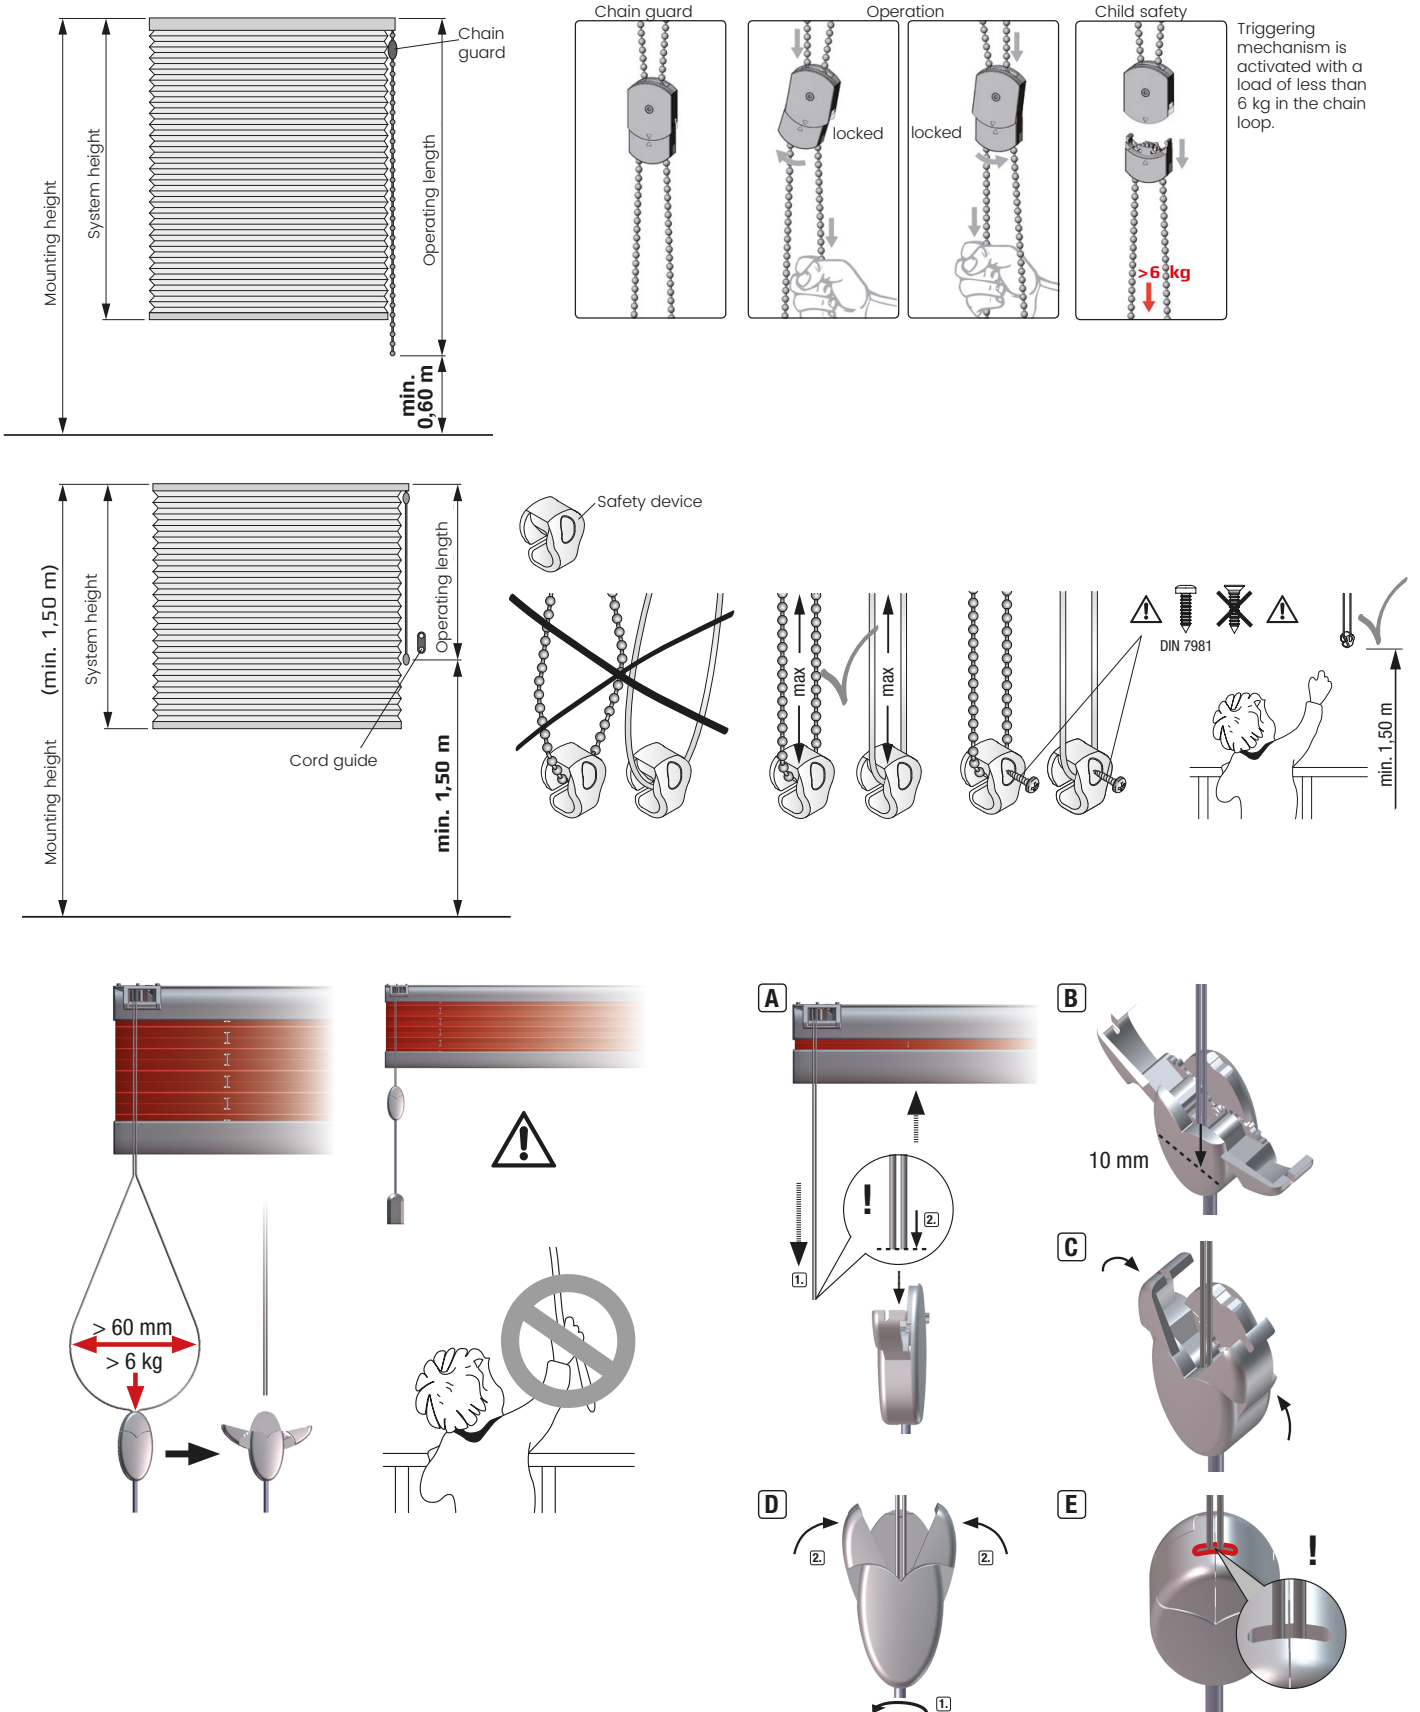 Chain guard
Operation
Child safety
Chain
guard
Mounting height
System height
Operating length
min.
0,60 m
locked
locked
>6 kg
Triggering
mechanism is
activated with a
load of less than
6 kg in the chain
loop.
Mounting height (min. 1,50 m)
System height
Operating length
Cord guide
min. 1,50 m
Safety device
max
max
DIN 7981
min. 1,50 m
> 60 mm
> 6 kg
A
!
2.
1.
B
10 mm
C
D
2.
2.
1.
E
!